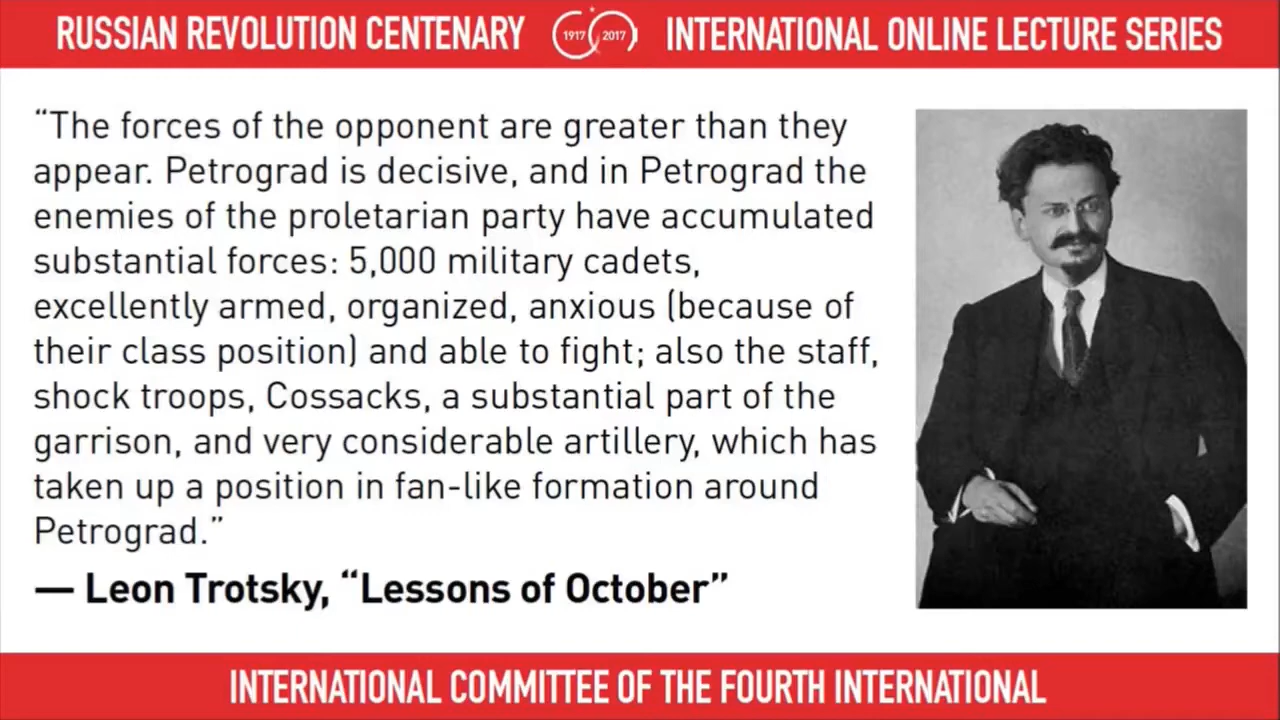 RUSSIAN REVOLUTION CENTENARY 1917 2017 INTERNATIONAL ONLINE LECTURE SERIES
“The forces of the opponent are greater than they
appear. Petrograd is decisive, and in Petrograd the
enemies of the proletarian party have accumulated
substantial forces: 5,000 military cadets,
excellently armed, organized, anxious (because of
their class position) and able to fight; also the staff,
shock troops, Cossacks, a substantial part of the
garrison, and very considerable artillery, which has
taken up a position in fan-like formation around
Petrograd.”
— Leon Trotsky, “Lessons of October”
INTERNATIONAL COMMITTEE OF THE FOURTH INTERNATIONAL